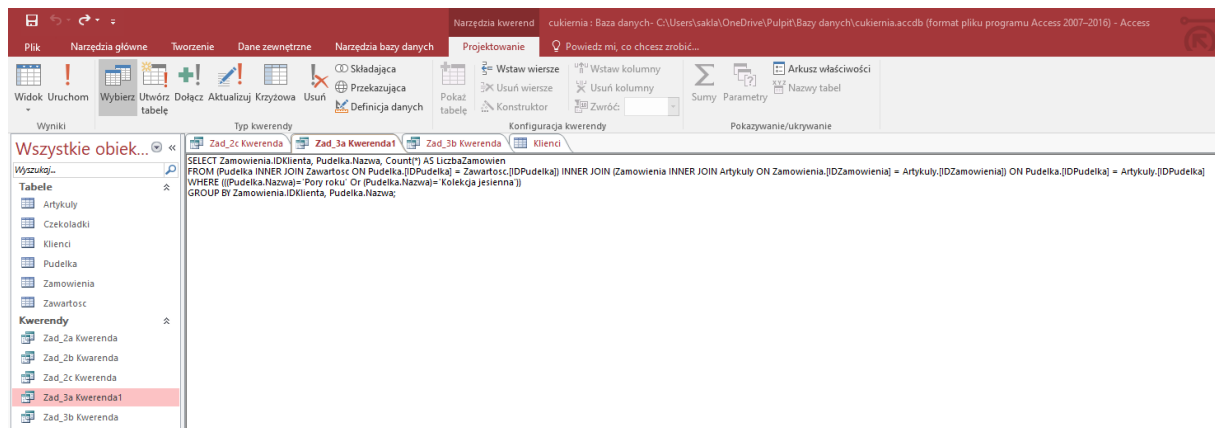 Narzędzia kwerend cukiernia : Baza danych- C:\Users\sakla\OneDrive\Pulpit\Bazy danych\cukiernia.accdb (format pliku programu Access 2007–2016) - Access
Plik Narzędzia główne Tworzenie Dane zewnętrzne Narzędzia bazy danych Projektowanie Powiedz mi, co chcesz zrobić...
Widok Uruchom
Wybierz Utwórz tabelę Dołącz Aktualizuj Krzyżowa Usuń
Składająca
Przekazująca
Definicja danych
Pokaż tabelę
Wstaw wiersze
Usuń wiersze
Konstruktor
Wstaw kolumny
Usuń kolumny
Zwróć:
Sumy Parametry
Arkusz właściwości
Nazwy tabel
Wyniki Typ kwerendy Konfiguracja kwerendy Pokazywanie/ukrywanie
Wszystkie obiek... «
Wyszukaj...
Tabele
Artykuly
Czekoladki
Klienci
Pudelka
Zamowienia
Zawartosc
Kwerendy
Zad_2a Kwerenda
Zad_2b Kwarenda
Zad_2c Kwerenda
Zad_3a Kwerenda1
Zad_3b Kwerenda
Zad_2c Kwerenda Zad_3a Kwerenda1 Zad_3b Kwerenda Klienci
SELECT Zamowienia.IDKlienta, Pudelka.Nazwa, Count(*) AS LiczbaZamowien
FROM (Pudelka INNER JOIN Zawartosc ON Pudelka.[IDPudelka] = Zawartosc.[IDPudelka]) INNER JOIN (Zamowienia INNER JOIN Artykuly ON Zamowienia.[IDZamowienia] = Artykuly.[IDZamowienia]) ON Pudelka.[IDPudelka] = Artykuly.[IDPudelka]
WHERE (((Pudelka.Nazwa)='Pory roku' Or (Pudelka.Nazwa)='Kolekcja jesienna'))
GROUP BY Zamowienia.IDKlienta, Pudelka.Nazwa;